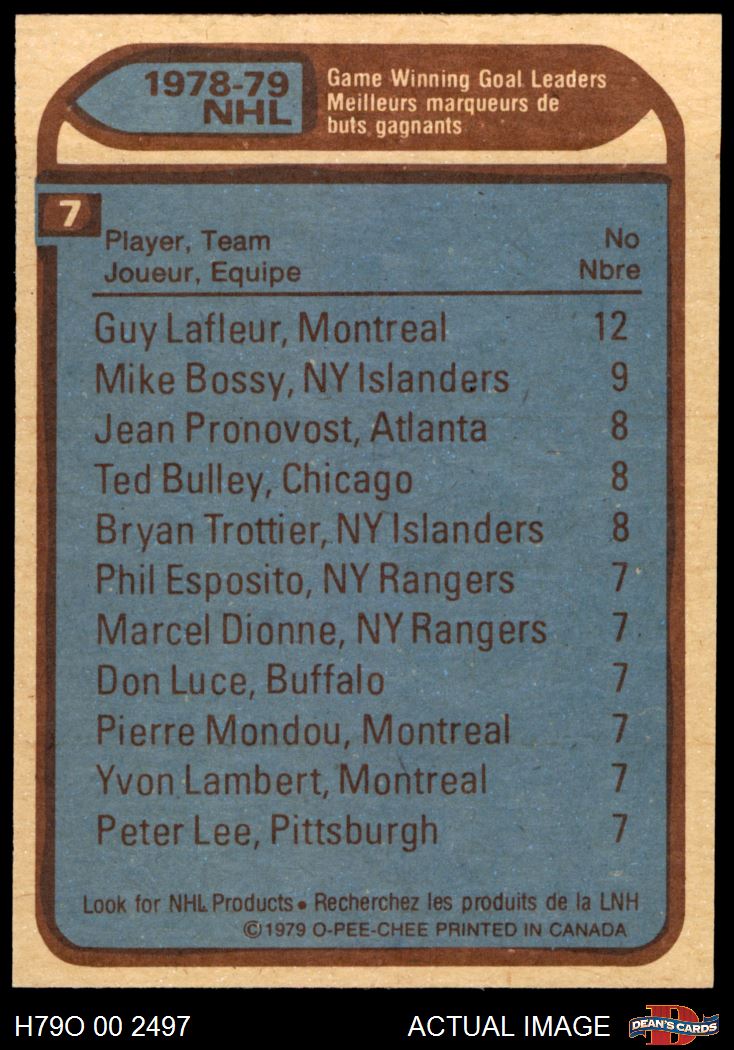 1978-79
NHL
Game Winning Goal Leaders
Meilleurs marqueurs de
buts gagnants
7
Player, Team No
Joueur, Equipe Nbre
Guy Lafleur, Montreal 12
Mike Bossy, NY Islanders 9
Jean Pronovost, Atlanta 8
Ted Bulley, Chicago 8
Bryan Trottier, NY Islanders 8
Phil Esposito, NY Rangers 7
Marcel Dionne, NY Rangers 7
Don Luce, Buffalo 7
Pierre Mondou, Montreal 7
Yvon Lambert, Montreal 7
Peter Lee, Pittsburgh 7
Look for NHL Products • Recherchez les produits de la LNH
©1979 O-PEE-CHEE PRINTED IN CANADA
H79O 00 2497 ACTUAL IMAGE D DEAN'S CARDS